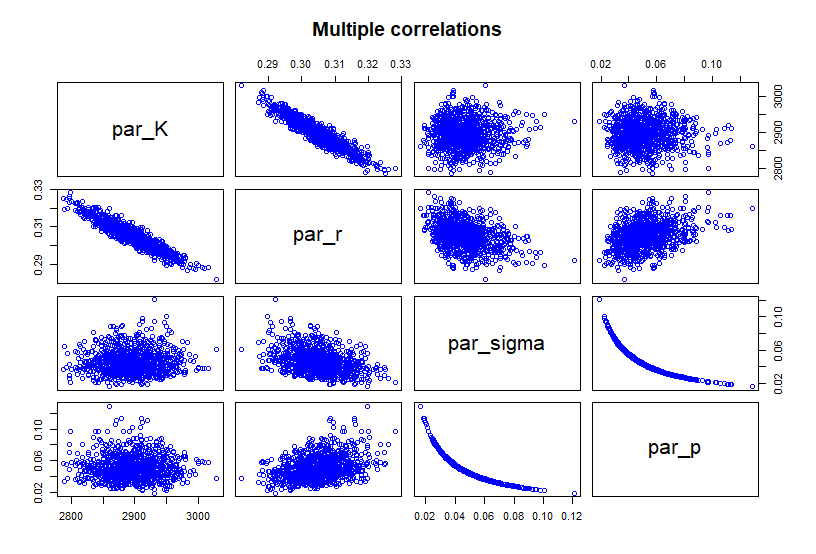 Multiple correlations
0.29 0.30 0.31 0.32 0.33
0.02 0.06 0.10
par_K
2800 2900 3000
0.29 0.31 0.33
par_r
par_sigma
0.02 0.06 0.10
0.02 0.06 0.10
par_p
2800 2900 3000
0.02 0.04 0.06 0.08 0.10 0.12